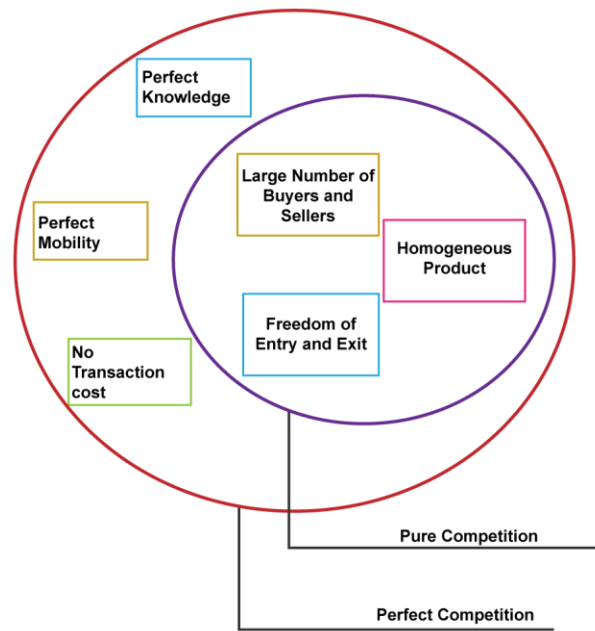 Perfect
Knowledge
Large Number of
Buyers and
Sellers
Perfect
Mobility
Homogeneous
Product
Freedom of
Entry and Exit
No
Transaction
cost
Pure Competition
Perfect Competition